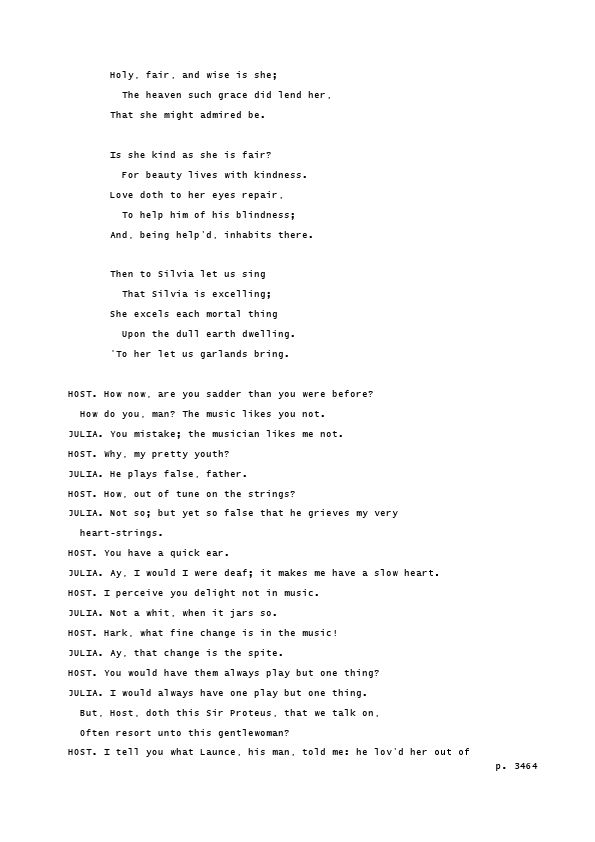 Holy, fair, and wise is she;
The heaven such grace did lend her,
That she might admired be.
Is she kind as she is fair?
For beauty lives with kindness.
Love doth to her eyes repair,
To help him of his blindness;
And, being help'd, inhabits there.
Then to Silvia let us sing
That Silvia is excelling;
She excels each mortal thing
Upon the dull earth dwelling.
'To her let us garlands bring.
HOST. How now, are you sadder than you were before?
How do you, man? The music likes you not.
JULIA. You mistake; the musician likes me not.
HOST. Why, my pretty youth?
JULIA. He plays false, father.
HOST. How, out of tune on the strings?
JULIA. Not so; but yet so false that he grieves my very
heart-strings.
HOST. You have a quick ear.
JULIA. Ay, I would I were deaf; it makes me have a slow heart.
HOST. I perceive you delight not in music.
JULIA. Not a whit, when it jars so.
HOST. Hark, what fine change is in the music!
JULIA. Ay, that change is the spite.
HOST. You would have them always play but one thing?
JULIA. I would always have one play but one thing.
But, Host, doth this Sir Proteus, that we talk on,
Often resort unto this gentlewoman?
HOST. I tell you what Launce, his man, told me: he lov'd her out of
p. 3464